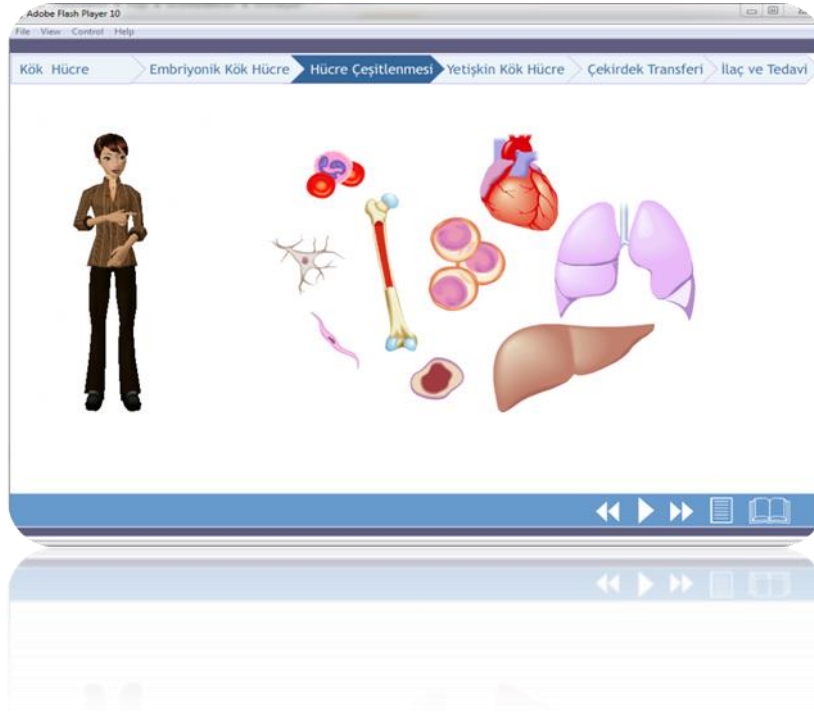 Adobe Flash Player 10
File View Control Help
Kök Hücre Embriyonik Kök Hücre Hücre Çeşitlenmesi Yetişkin Kök Hücre Çekirdek Transferi İlaç ve Tedavi